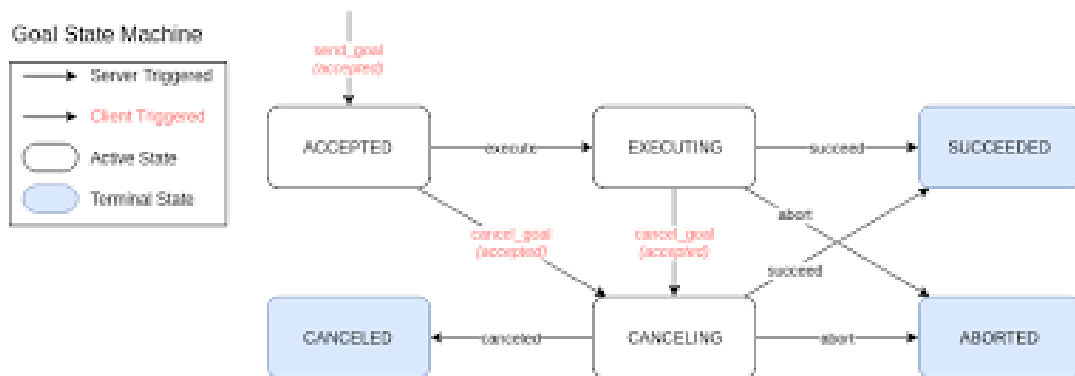 Goal State Machine
Server Triggered
Client Triggered
Active State
Terminal State
send_goal
(accepted)
ACCEPTED
execute
EXECUTING
succeed
SUCCEEDED
cancel_goal
(accepted)
cancel_goal
(accepted)
abort
succeed
CANCELED
canceled
CANCELING
abort
ABORTED